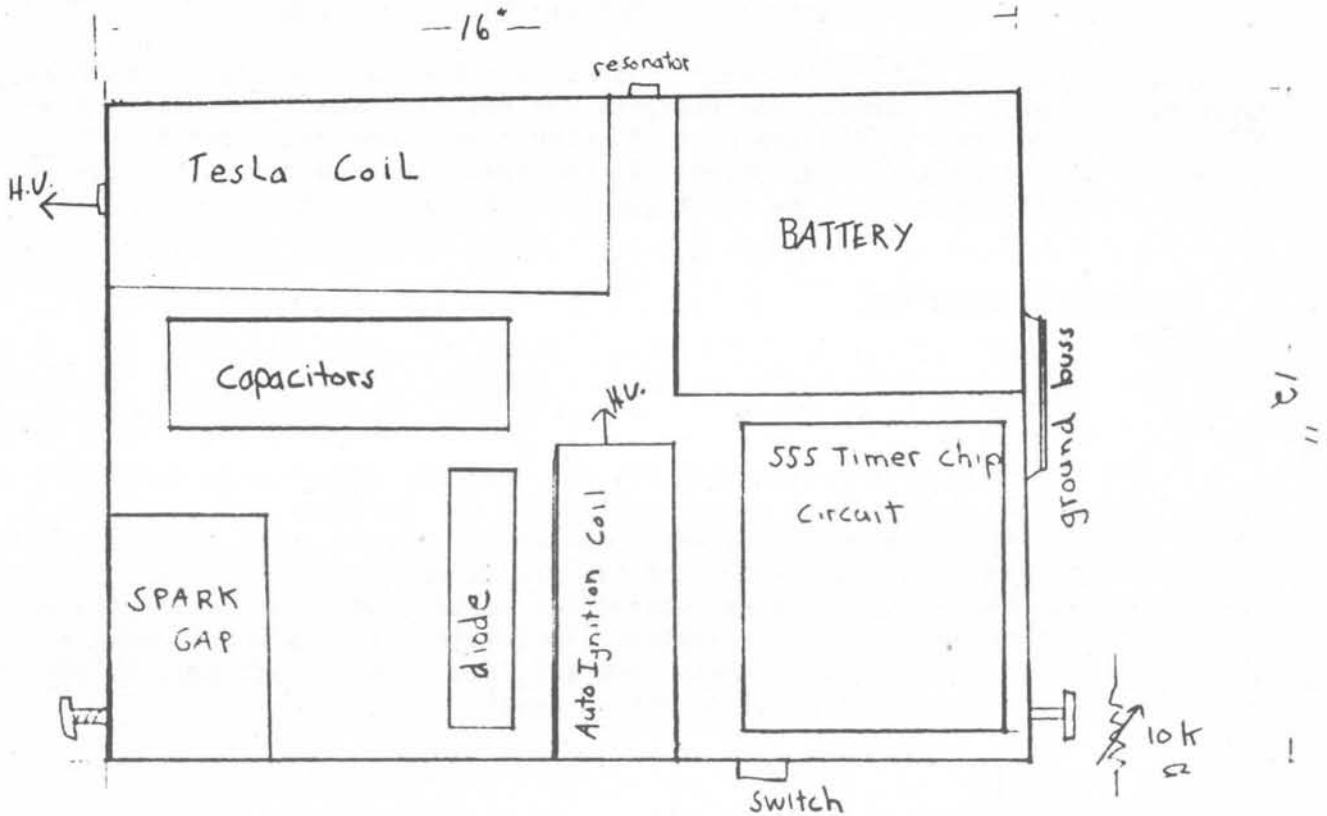 —16"—
resonator
Tesla Coil
H.V.
BATTERY
Capacitors
H.V.
ground buss
555 Timer chip
Circuit
SPARK
GAP
diode
Auto Ignition Coil
10K
Ω
switch